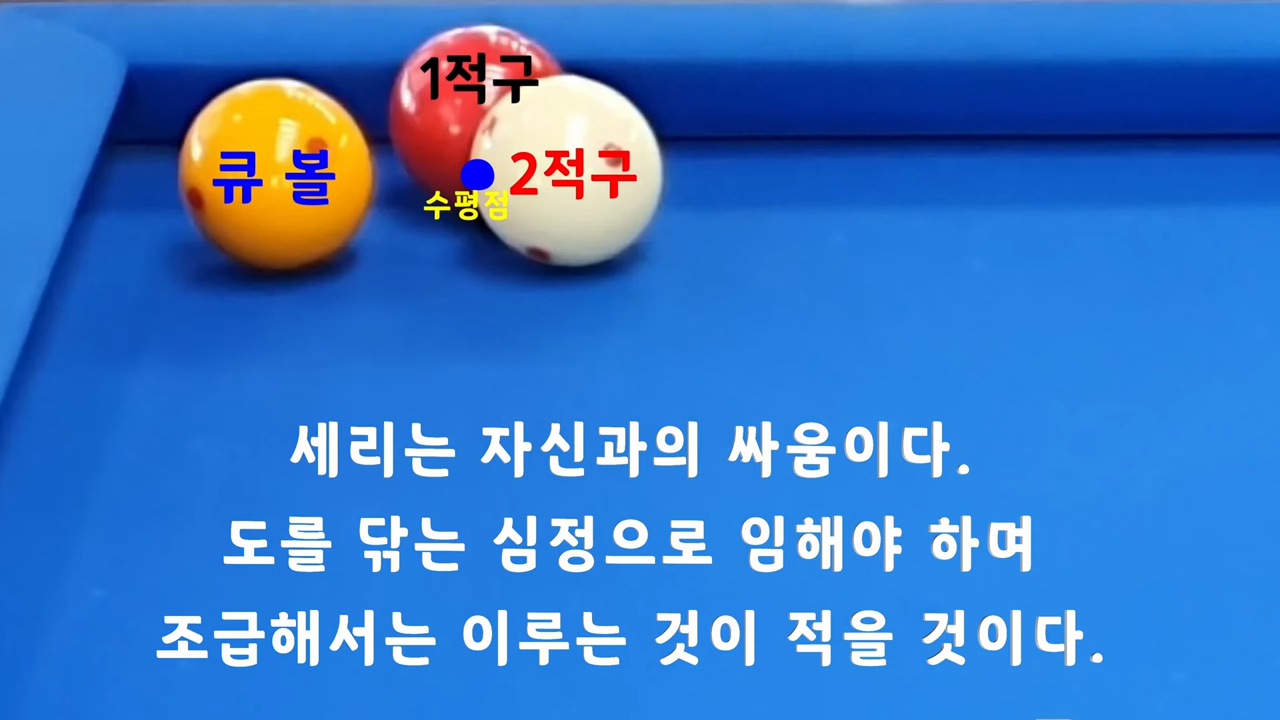 1적구
큐 볼
2적구
수평점
세리는 자신과의 싸움이다.
도를 닦는 심정으로 임해야 하며
조급해서는 이루는 것이 적을 것이다.